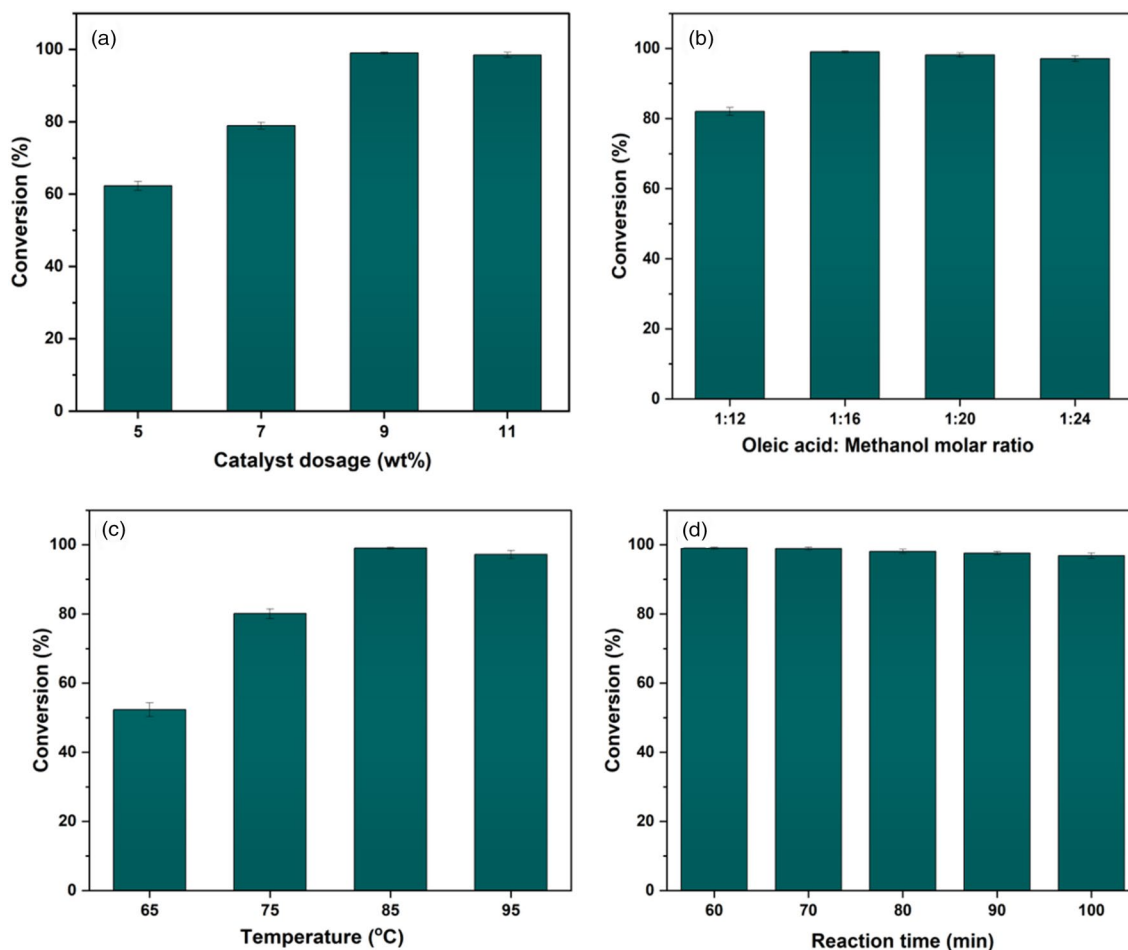 (a)
100
80
60
40
20
0
Conversion (%)
5 7 9 11
Catalyst dosage (wt%)
(b)
100
80
60
40
20
0
Conversion (%)
1:12 1:16 1:20 1:24
Oleic acid: Methanol molar ratio
(c)
100
80
60
40
20
0
Conversion (%)
65 75 85 95
Temperature (°C)
(d)
100
80
60
40
20
0
Conversion (%)
60 70 80 90 100
Reaction time (min)